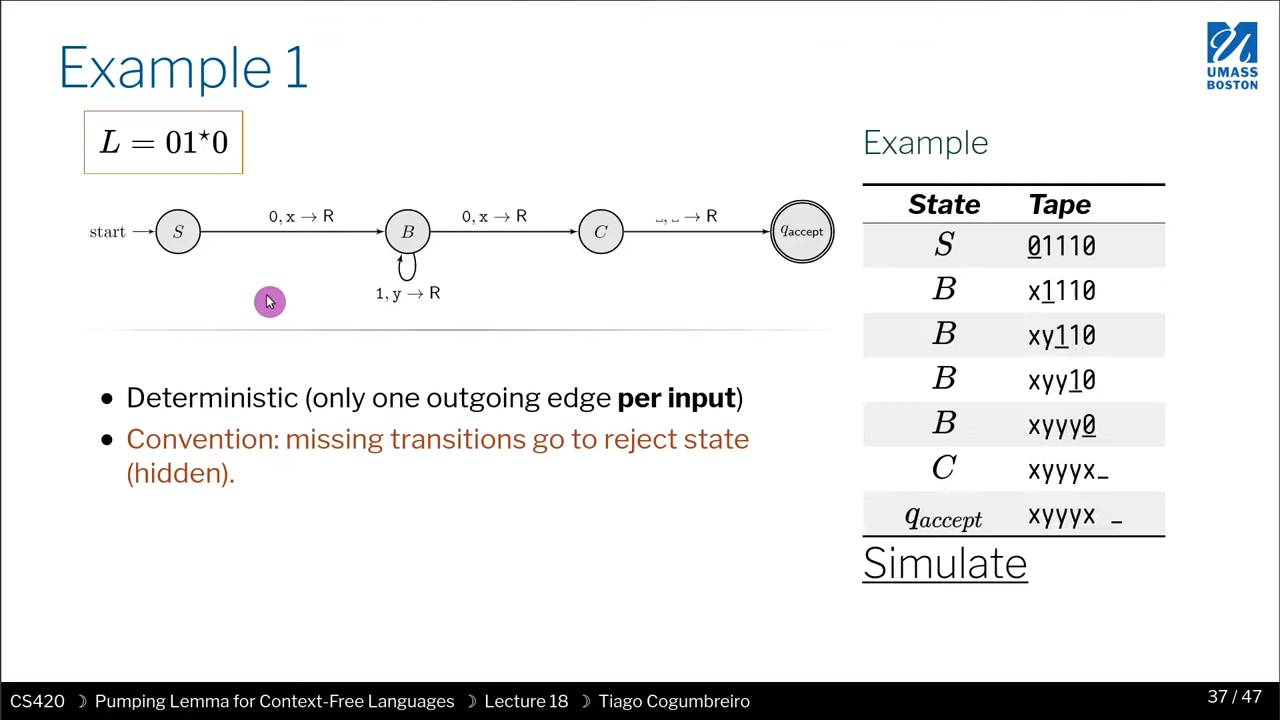 Example 1
UMASS
BOSTON
L = 01*0
start
S
0, x → R
B
1, y → R
0, x → R
C
␣, ␣ → R
q_accept
• Deterministic (only one outgoing edge per input)
• Convention: missing transitions go to reject state
(hidden).
Example
State Tape
S 01110
B x1110
B xy110
B xyy10
B xyyy0
C xyyyx_
q_accept xyyyx _
Simulate
CS420 ☽ Pumping Lemma for Context-Free Languages ☽ Lecture 18 ☽ Tiago Cogumbreiro
37 / 47